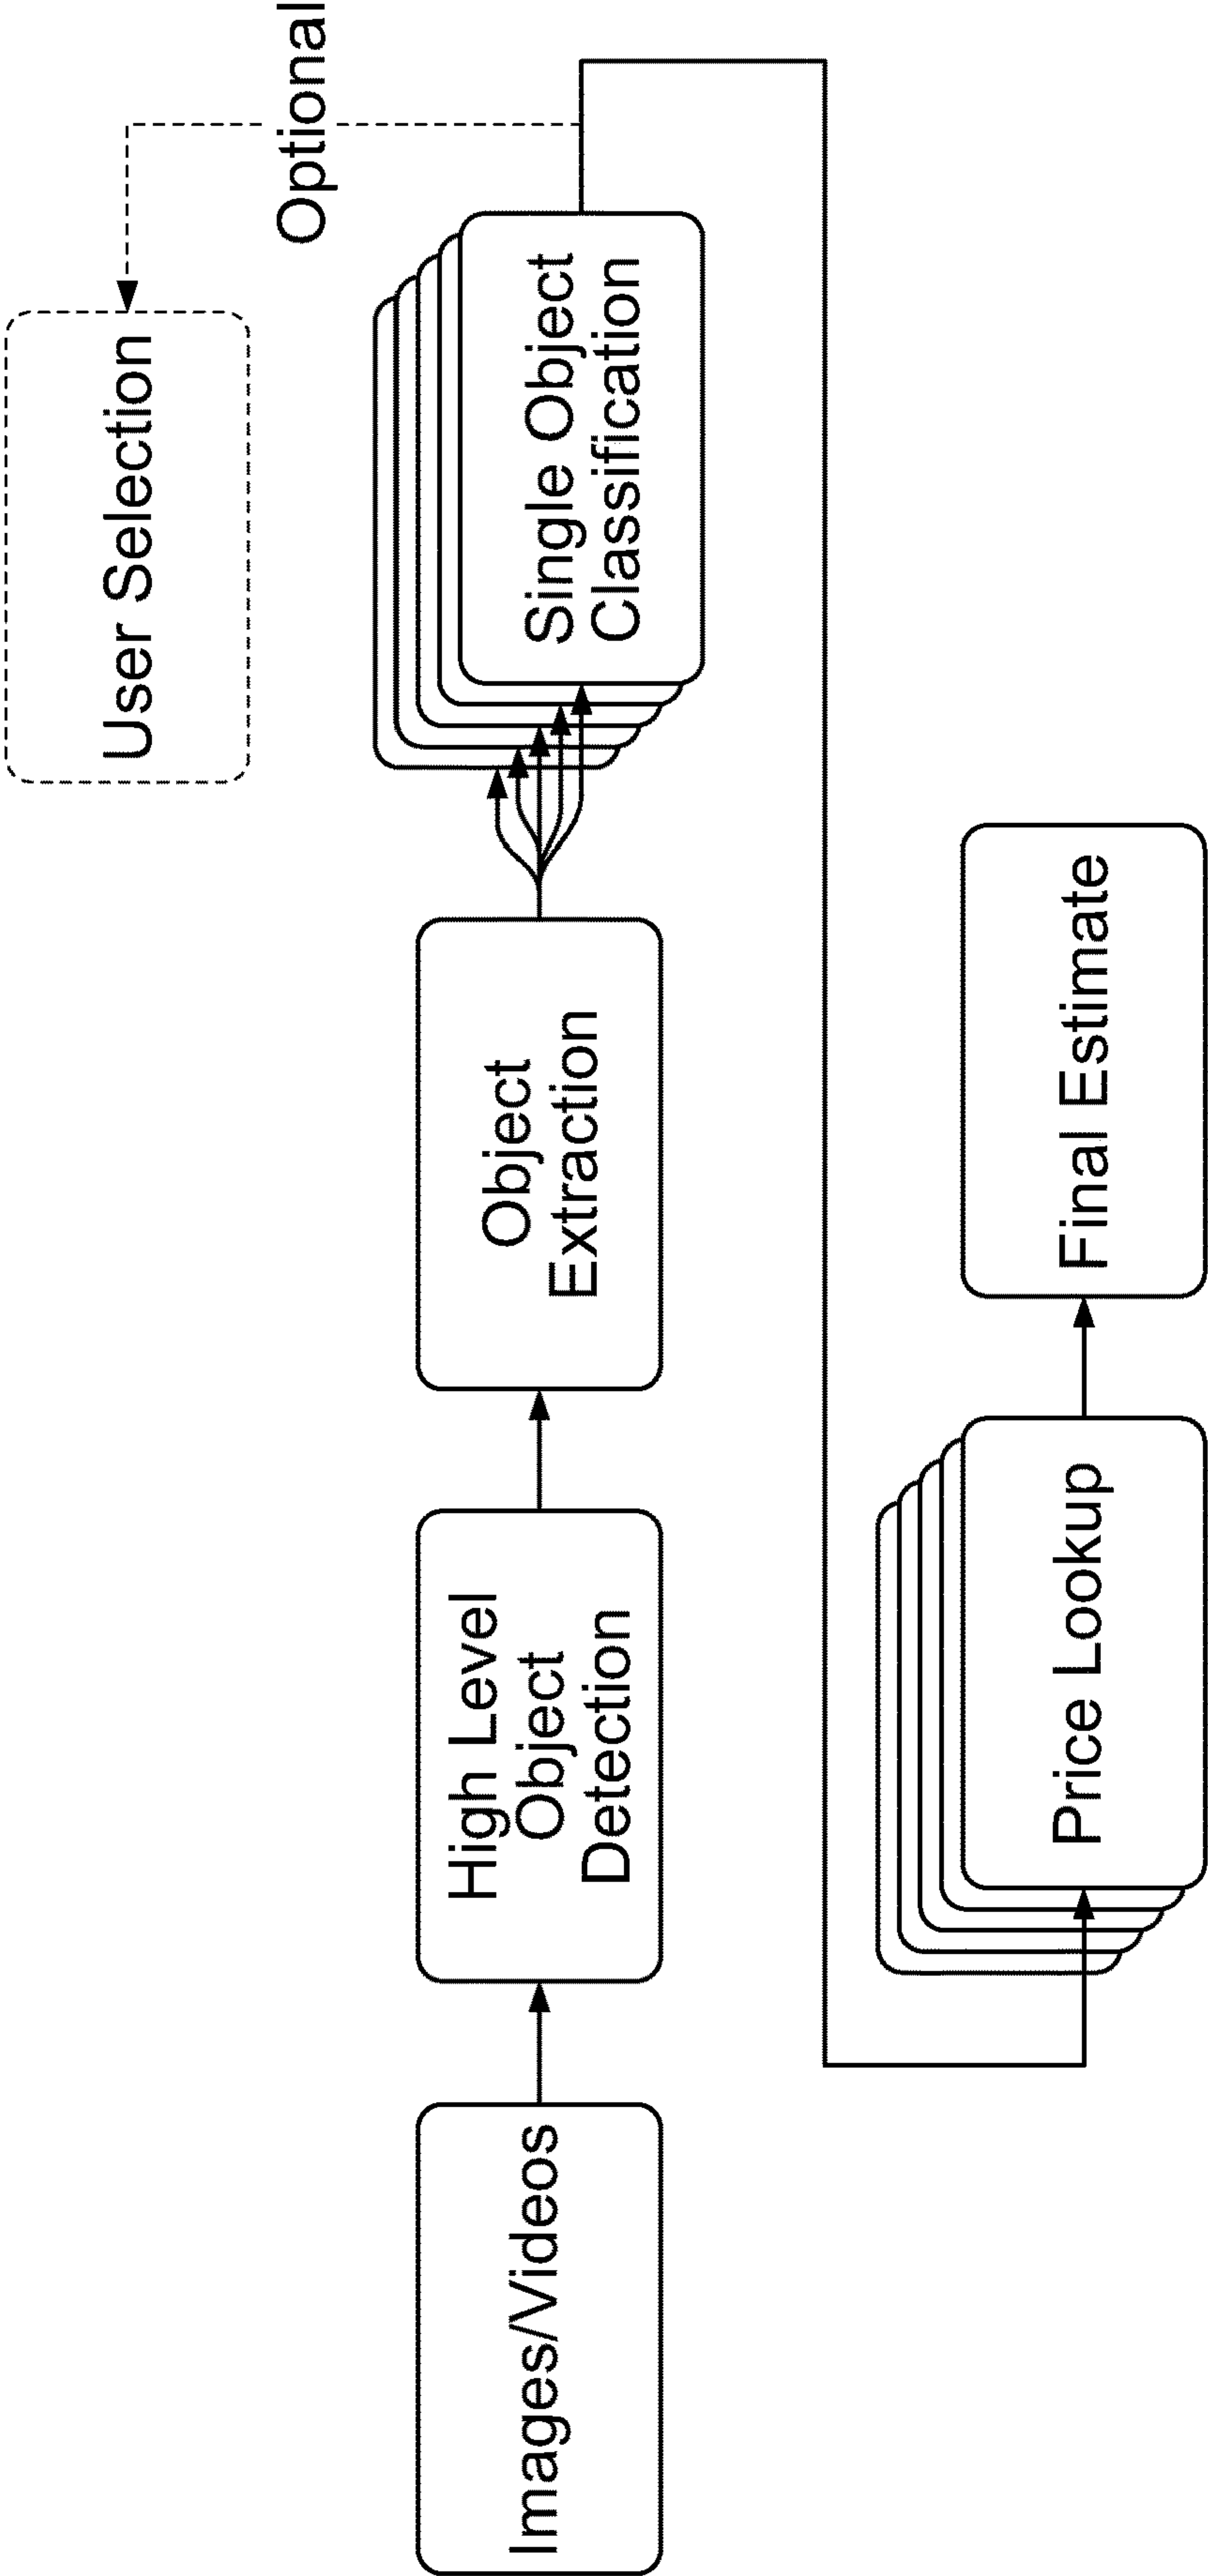 User Selection
Optional
Images/Videos
High Level
Object
Detection
Object
Extraction
Single Object
Classification
Price Lookup
Final Estimate